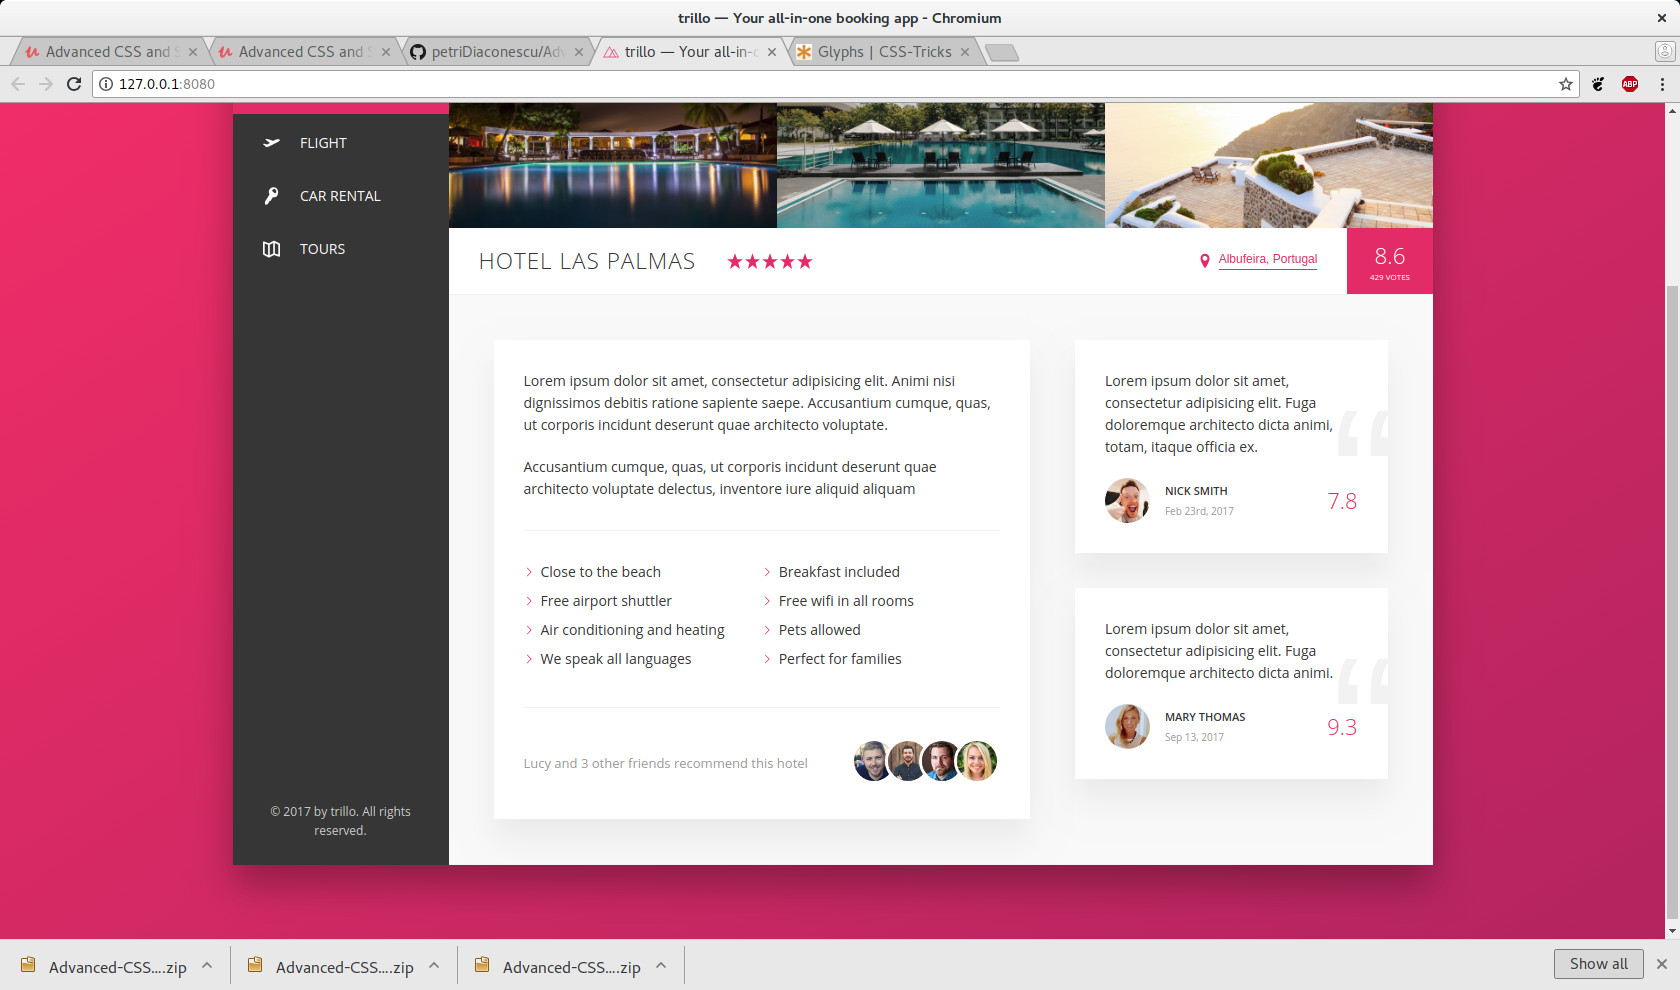 trillo — Your all-in-one booking app - Chromium
Advanced CSS and S
Advanced CSS and S
petriDiaconescu/Adv
trillo — Your all-in-o
Glyphs | CSS-Tricks
127.0.0.1:8080
ABP
FLIGHT
CAR RENTAL
TOURS
© 2017 by trillo. All rights
reserved.
HOTEL LAS PALMAS
Albufeira, Portugal
8.6
429 VOTES
Lorem ipsum dolor sit amet, consectetur adipisicing elit. Animi nisi
dignissimos debitis ratione sapiente saepe. Accusantium cumque, quas,
ut corporis incidunt deserunt quae architecto voluptate.
Accusantium cumque, quas, ut corporis incidunt deserunt quae
architecto voluptate delectus, inventore iure aliquid aliquam
Close to the beach
Breakfast included
Free airport shuttler
Free wifi in all rooms
Air conditioning and heating
Pets allowed
We speak all languages
Perfect for families
Lucy and 3 other friends recommend this hotel
Lorem ipsum dolor sit amet,
consectetur adipisicing elit. Fuga
doloremque architecto dicta animi,
totam, itaque officia ex.
“
NICK SMITH
Feb 23rd, 2017
7.8
Lorem ipsum dolor sit amet,
consectetur adipisicing elit. Fuga
doloremque architecto dicta animi.
“
MARY THOMAS
Sep 13, 2017
9.3
Advanced-CSS....zip
Advanced-CSS....zip
Advanced-CSS....zip
Show all